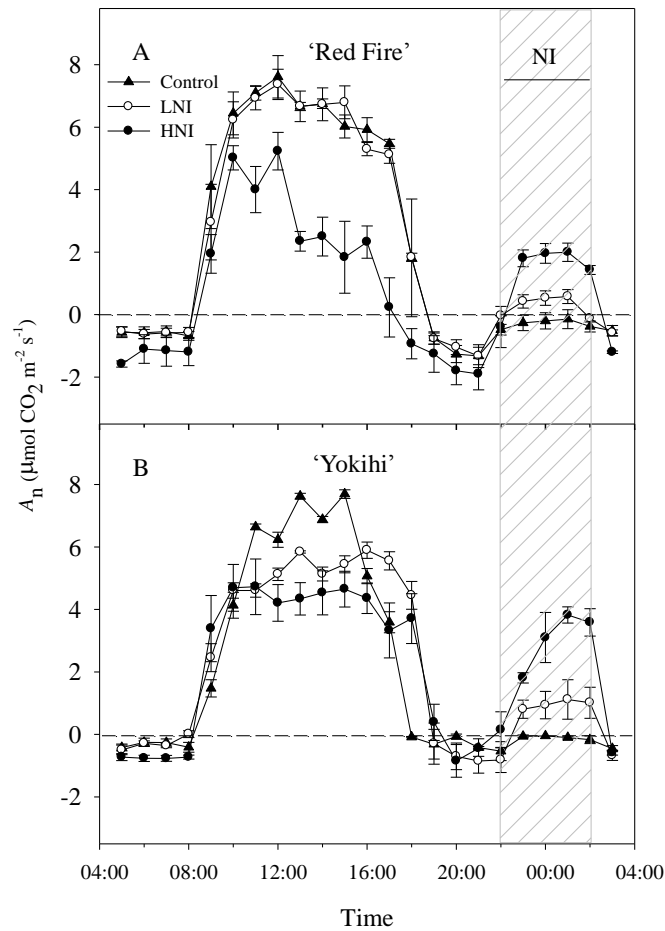 A
'Red Fire'
NI
Control
LNI
HNI
8
6
4
2
0
-2
B
'Yokihi'
8
6
4
2
0
-2
An (μmol CO2 m-2 s-1)
04:00 08:00 12:00 16:00 20:00 00:00 04:00
Time